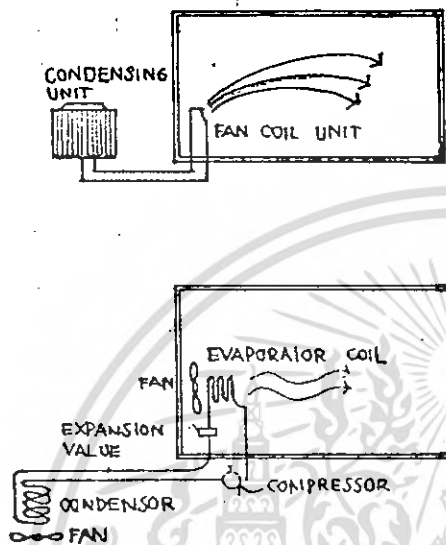 CONDENSING
UNIT
FAN COIL UNIT
EVAPORATOR COIL
FAN
EXPANSION
VALUE
CONDENSOR
COMPRESSOR
FAN